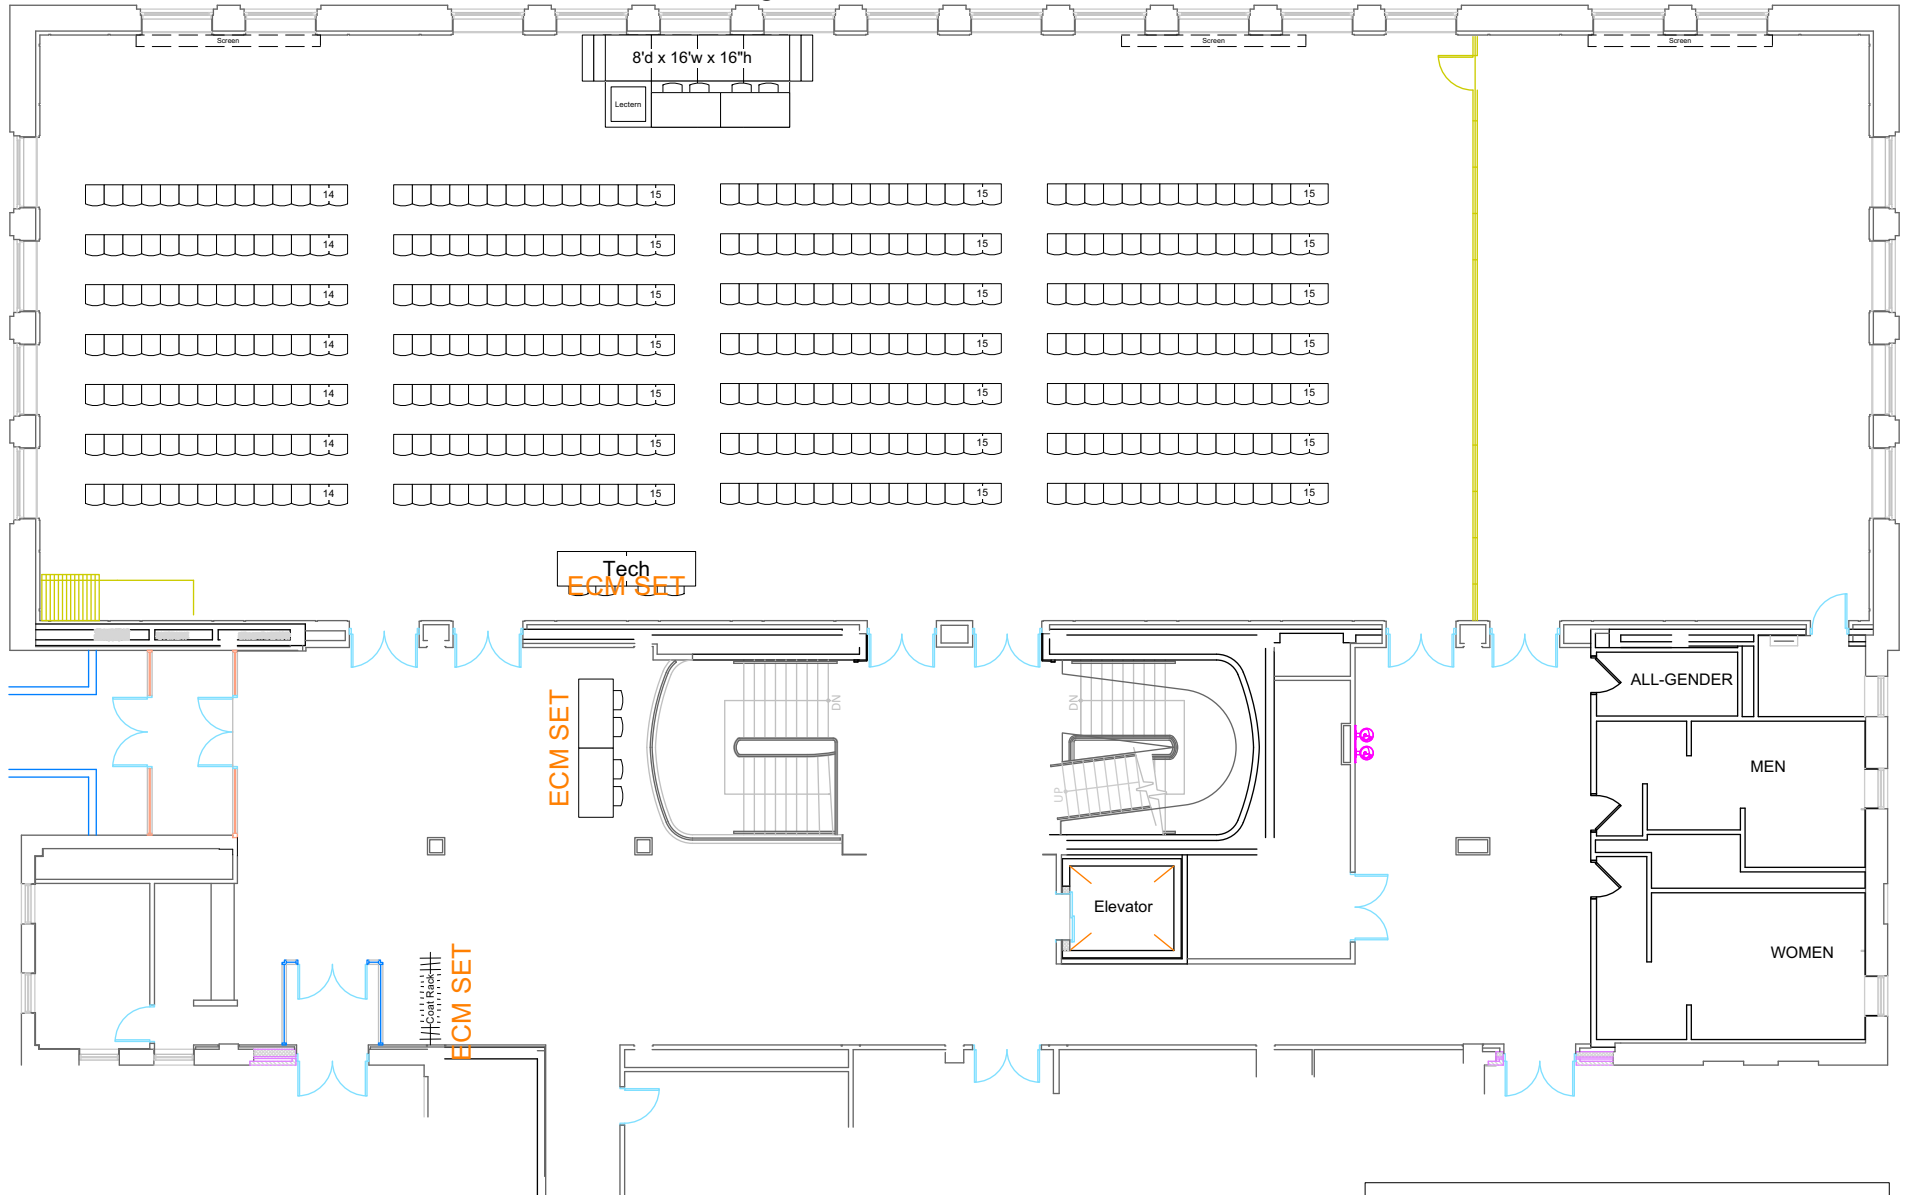 Screen
Screen
Screen
8'd x 16'w x 16"h
Lectern
14 15 15 15
14 15 15 15
14 15 15 15
14 15 15 15
14 15 15 15
14 15 15 15
14 15 15 15
Tech
ECM SET
ECM SET
DN
DN
UP
ALL-GENDER
MEN
Elevator
WOMEN
Coat Rack
ECM SET